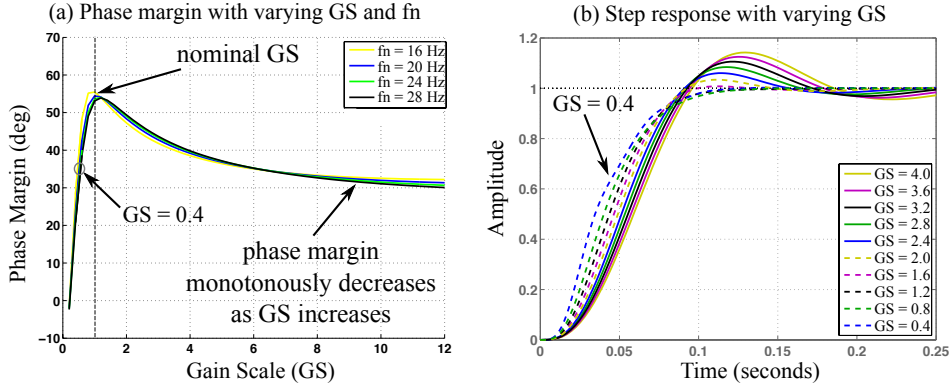 (a) Phase margin with varying GS and fn
70
60
50
40
30
20
10
0
−10
Phase Margin (deg)
nominal GS
fn = 16 Hz
fn = 20 Hz
fn = 24 Hz
fn = 28 Hz
GS = 0.4
phase margin
monotonously decreases
as GS increases
0 2 4 6 8 10 12
Gain Scale (GS)
(b) Step response with varying GS
1.2
1
0.8
0.6
0.4
0.2
0
Amplitude
GS = 0.4
GS = 4.0
GS = 3.6
GS = 3.2
GS = 2.8
GS = 2.4
GS = 2.0
GS = 1.6
GS = 1.2
GS = 0.8
GS = 0.4
0 0.05 0.1 0.15 0.2 0.25
Time (seconds)